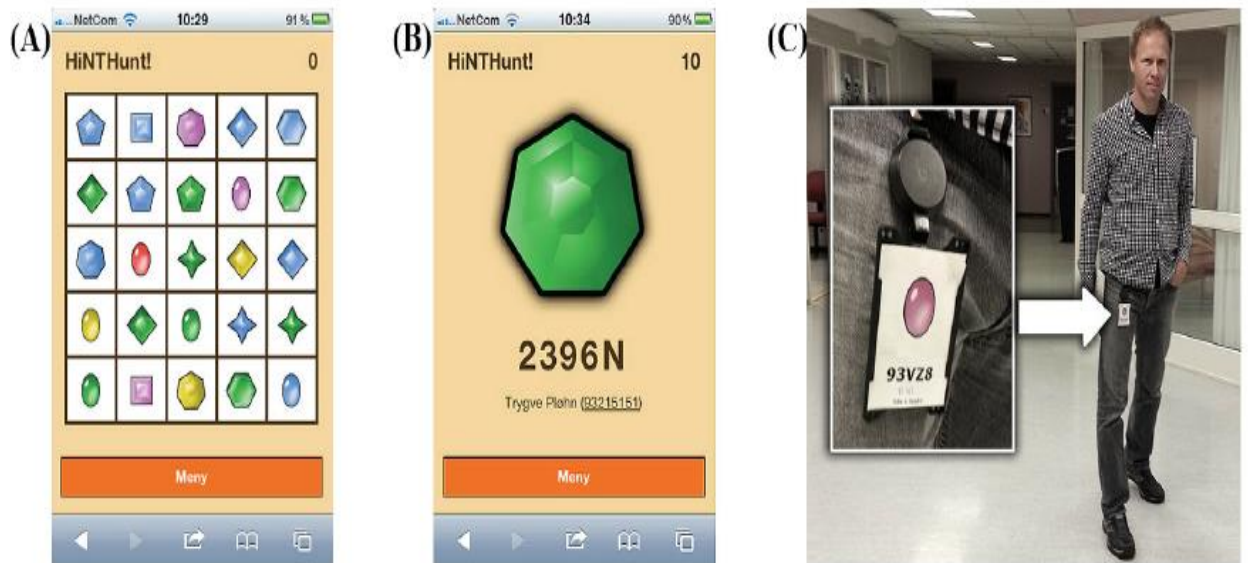 (A)
NetCom 10:29 91%
HiNTHunt! 0
Meny
(B)
NetCom 10:34 90%
HiNTHunt! 10
2396N
Trygve Pløhn (93215151)
Meny
(C)
93VZ8